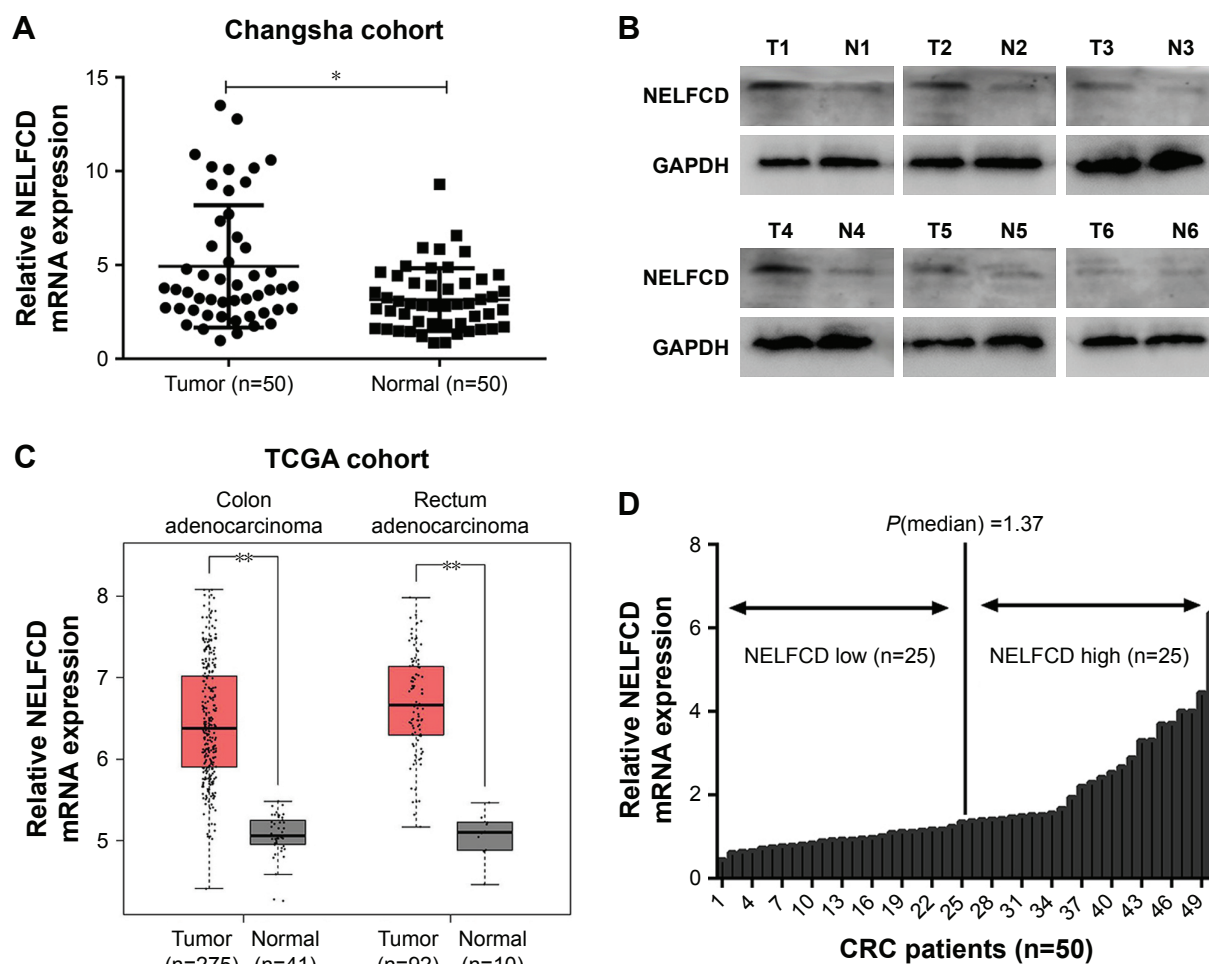 A
Changsha cohort
Relative NELFCD
mRNA expression
15
10
5
0
*
Tumor (n=50)
Normal (n=50)
B
T1 N1 T2 N2 T3 N3
NELFCD
GAPDH
T4 N4 T5 N5 T6 N6
NELFCD
GAPDH
C
TCGA cohort
Colon
adenocarcinoma
Rectum
adenocarcinoma
Relative NELFCD
mRNA expression
8
7
6
5
**
**
Tumor Normal Tumor Normal
(n=275) (n=41) (n=92) (n=10)
D
P(median) =1.37
Relative NELFCD
mRNA expression
8
6
4
2
0
NELFCD low (n=25)
NELFCD high (n=25)
1 4 7 10 13 16 19 22 25 28 31 34 37 40 43 46 49
CRC patients (n=50)